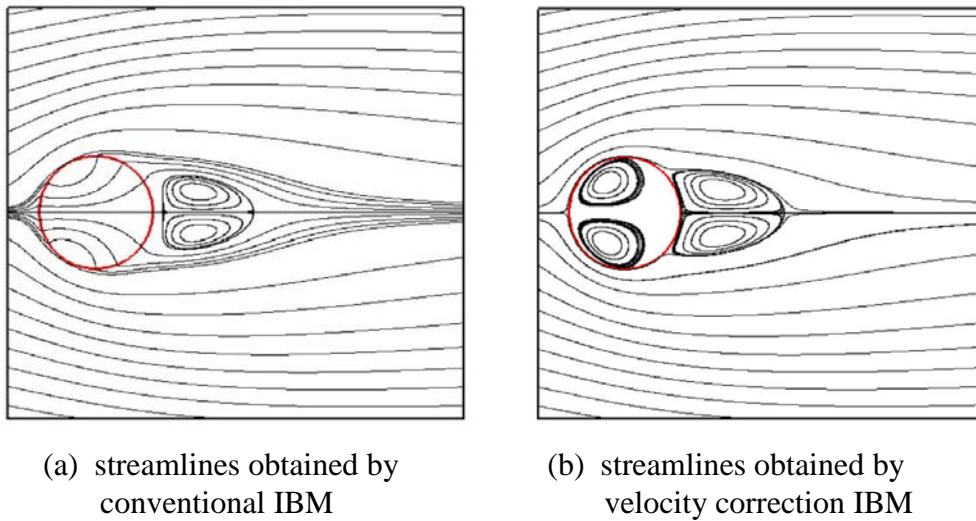 (a) streamlines obtained by
conventional IBM
(b) streamlines obtained by
velocity correction IBM